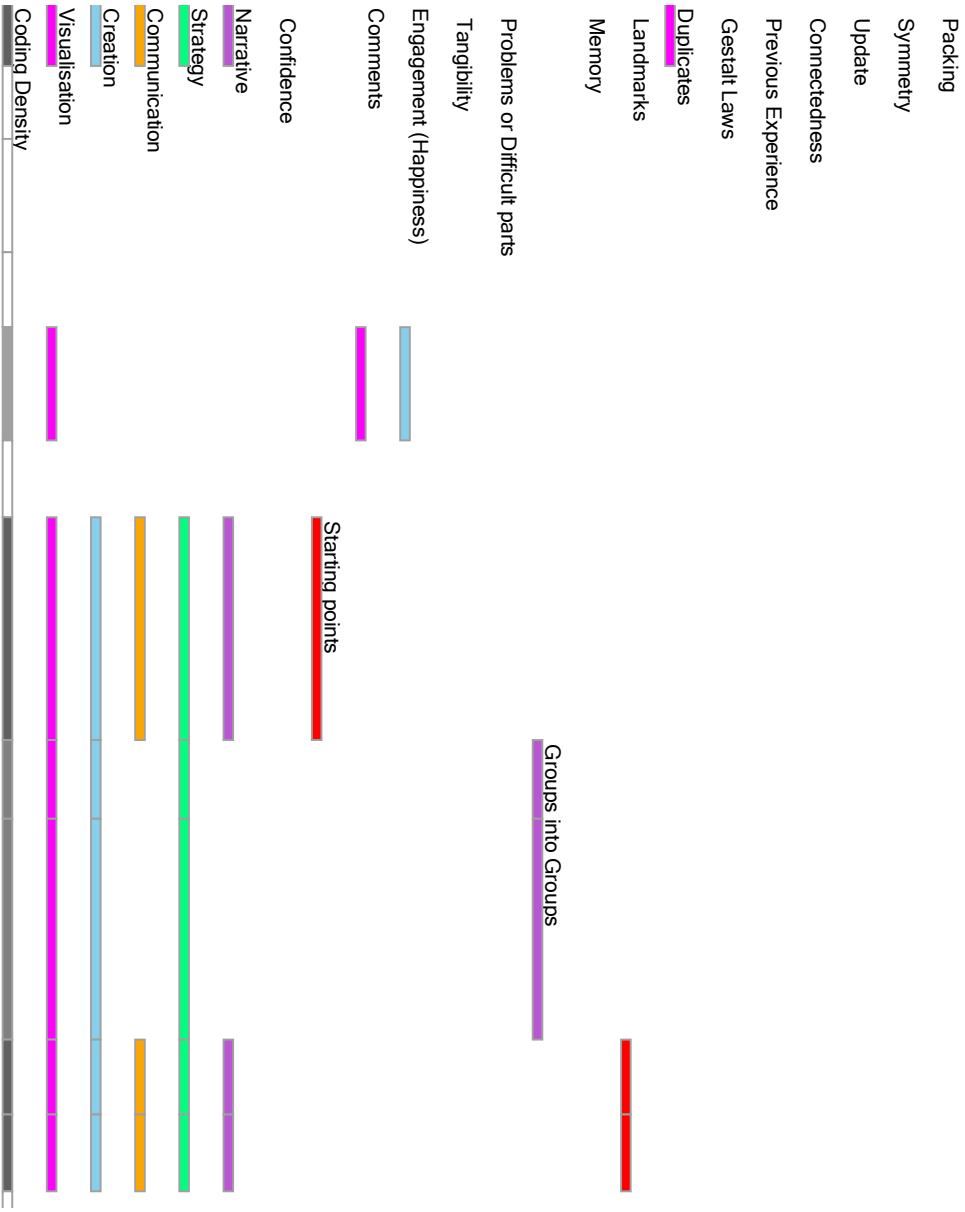 Packing
Symmetry
Update
Connectedness
Previous Experience
Gestalt Laws
Duplicates
Landmarks
Memory
Groups into Groups
Problems or Difficult parts
Tangibilty
Engagement (Happiness)
Comments
Starting points
Confidence
Narrative
Strategy
Communication
Creation
Visualisation
Coding Density